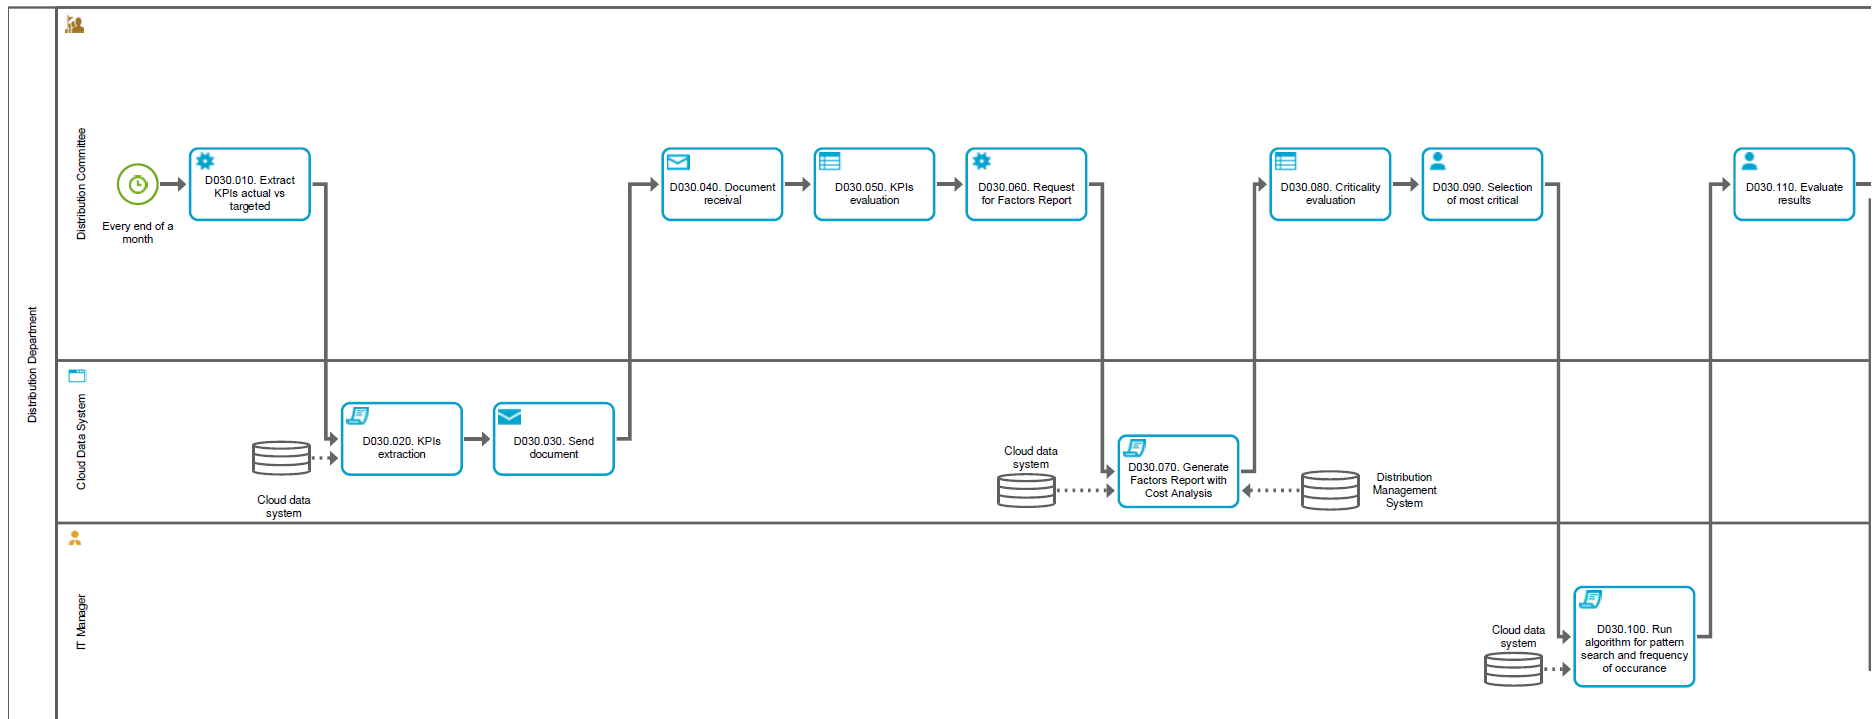 Distribution Department
Distribution Committee
Every end of a
month
D030.010. Extract
KPIs actual vs
targeted
D030.040. Document
receival
D030.050. KPIs
evaluation
D030.060. Request
for Factors Report
D030.080. Criticality
evaluation
D030.090. Selection
of most critical
D030.110. Evaluate
results
Cloud Data System
Cloud data
system
D030.020. KPIs
extraction
D030.030. Send
document
Cloud data
system
D030.070. Generate
Factors Report with
Cost Analysis
Distribution
Management
System
IT Manager
Cloud data
system
D030.100. Run
algorithm for pattern
search and frequency
of occurance